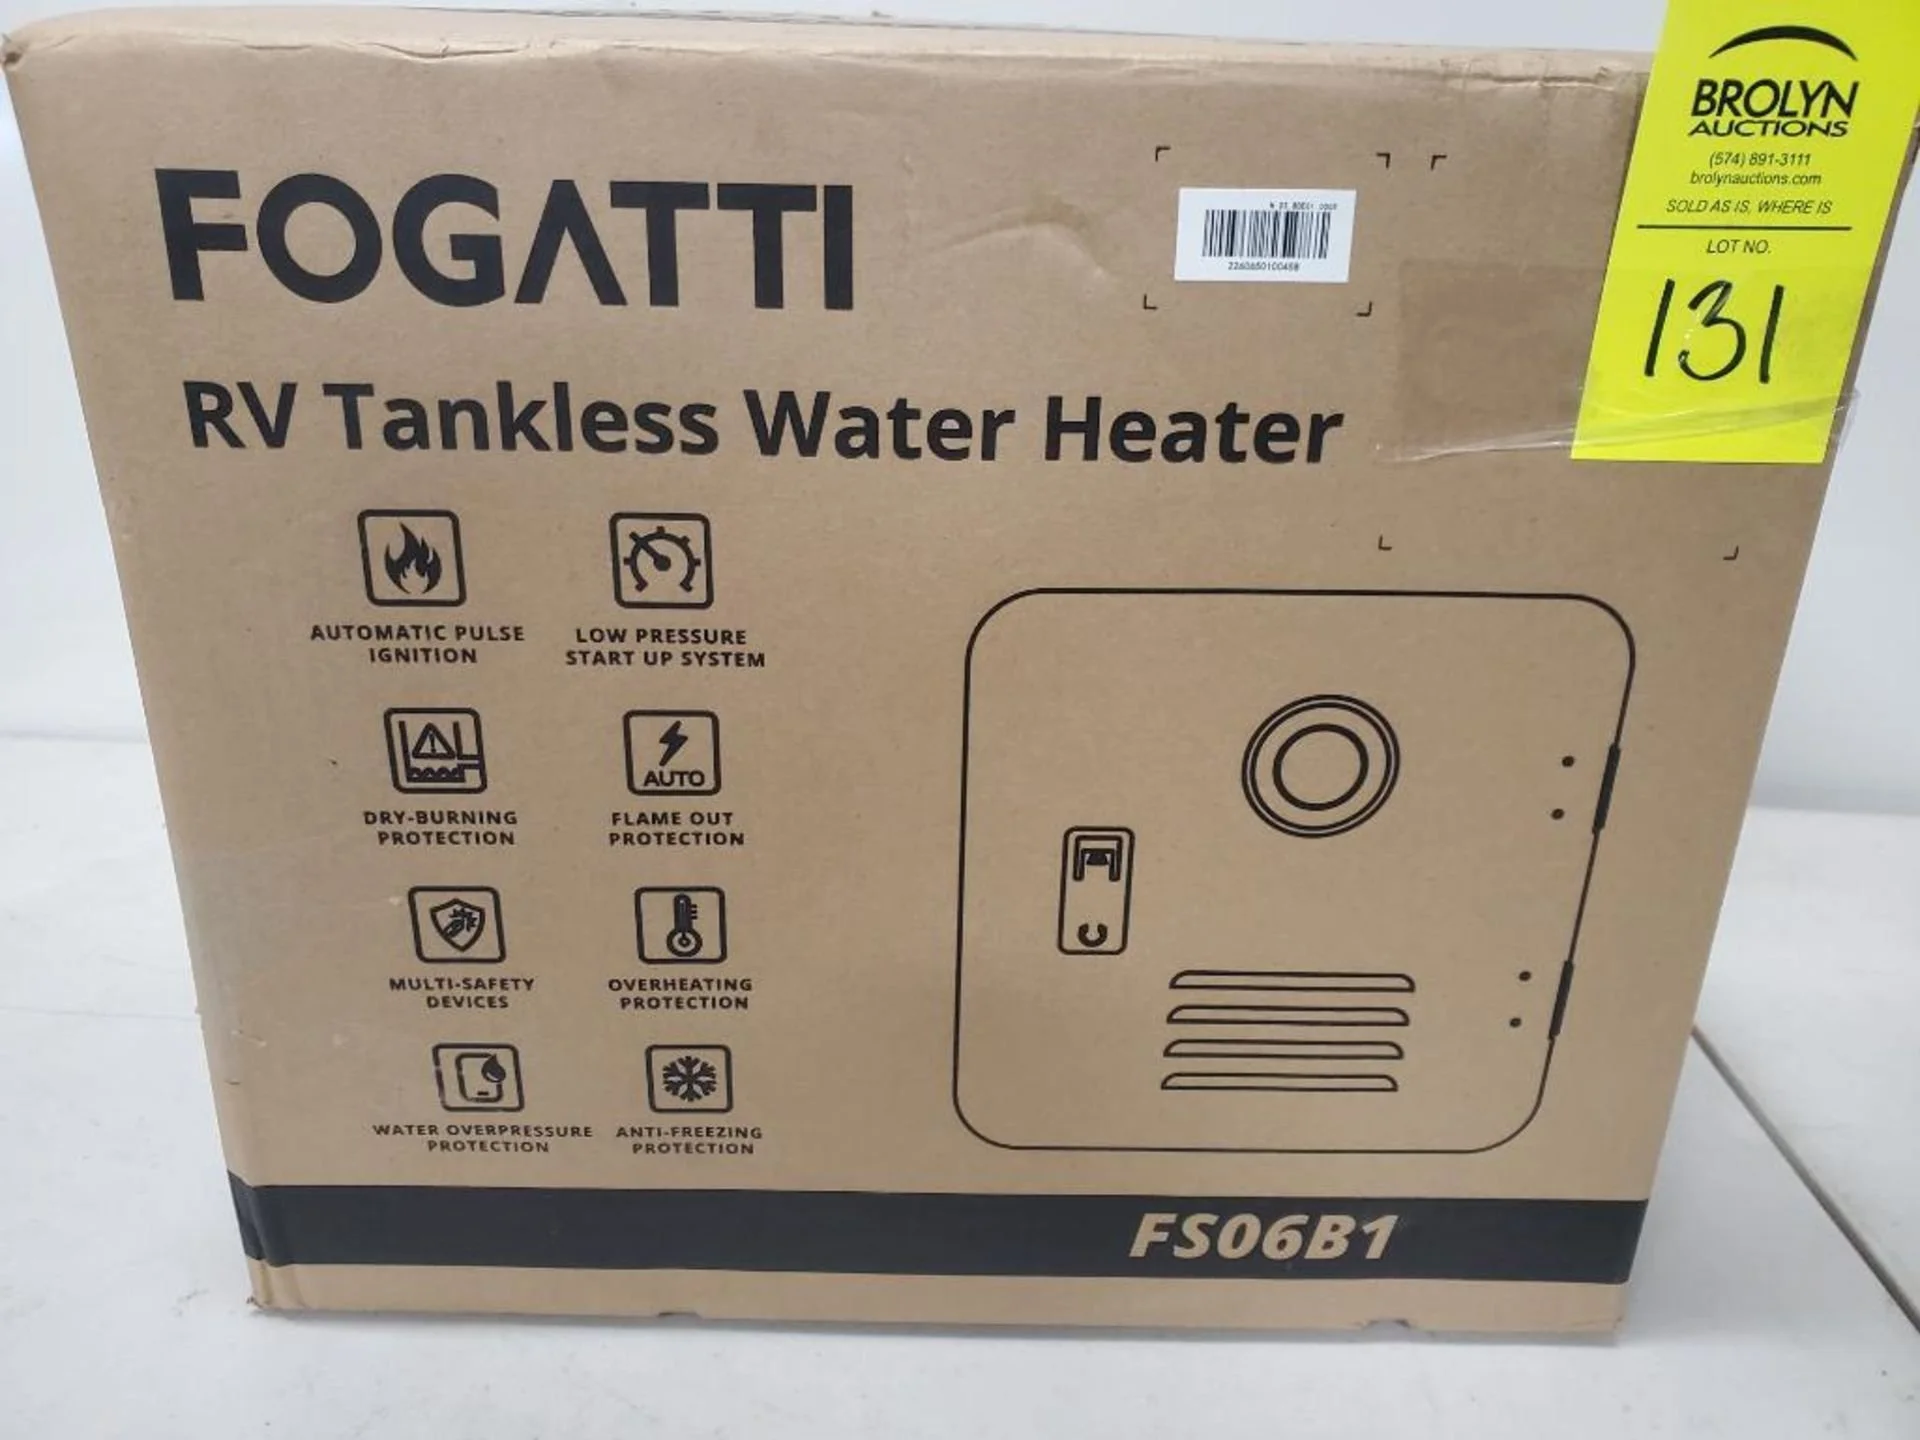 FOGATTI
RV Tankless Water Heater
AUTOMATIC PULSE
IGNITION
LOW PRESSURE
START UP SYSTEM
DRY-BURNING
PROTECTION
AUTO
FLAME OUT
PROTECTION
MULTI-SAFETY
DEVICES
OVERHEATING
PROTECTION
WATER OVERPRESSURE
PROTECTION
ANTI-FREEZING
PROTECTION
FS06B1
2260650100458
BROLYN
AUCTIONS
(574) 891-3111
brolynauctions.com
SOLD AS IS, WHERE IS
LOT NO.
131